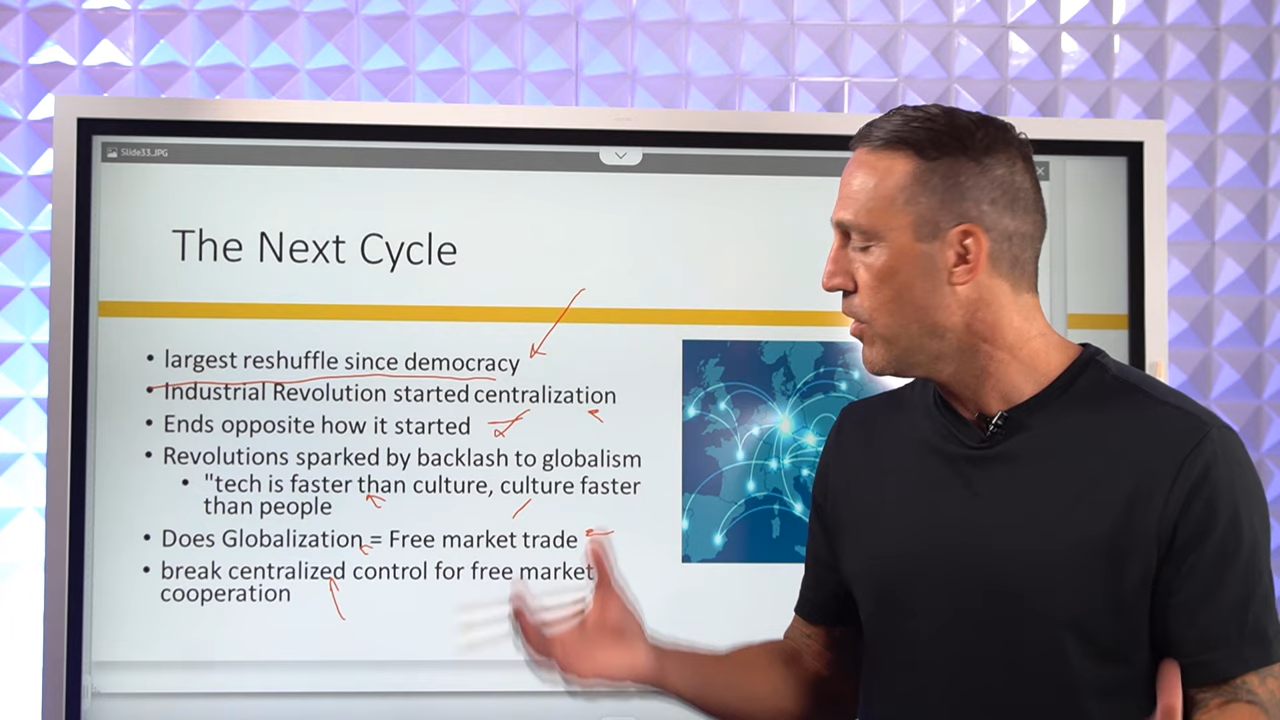 Slide33.JPG
The Next Cycle
• largest reshuffle since democracy
• Industrial Revolution started centralization
• Ends opposite how it started
• Revolutions sparked by backlash to globalism
• "tech is faster than culture, culture faster
than people
• Does Globalization = Free market trade
• break centralized control for free market
cooperation